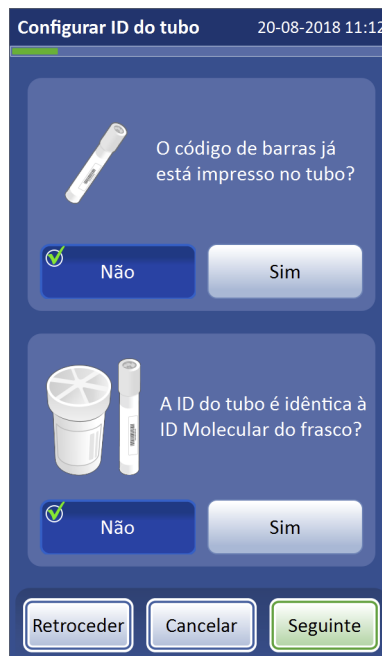 Configurar ID do tubo 20-08-2018 11:12
O código de barras já
está impresso no tubo?
Não Sim
A ID do tubo é idêntica à
ID Molecular do frasco?
Não Sim
Retroceder Cancelar Seguinte